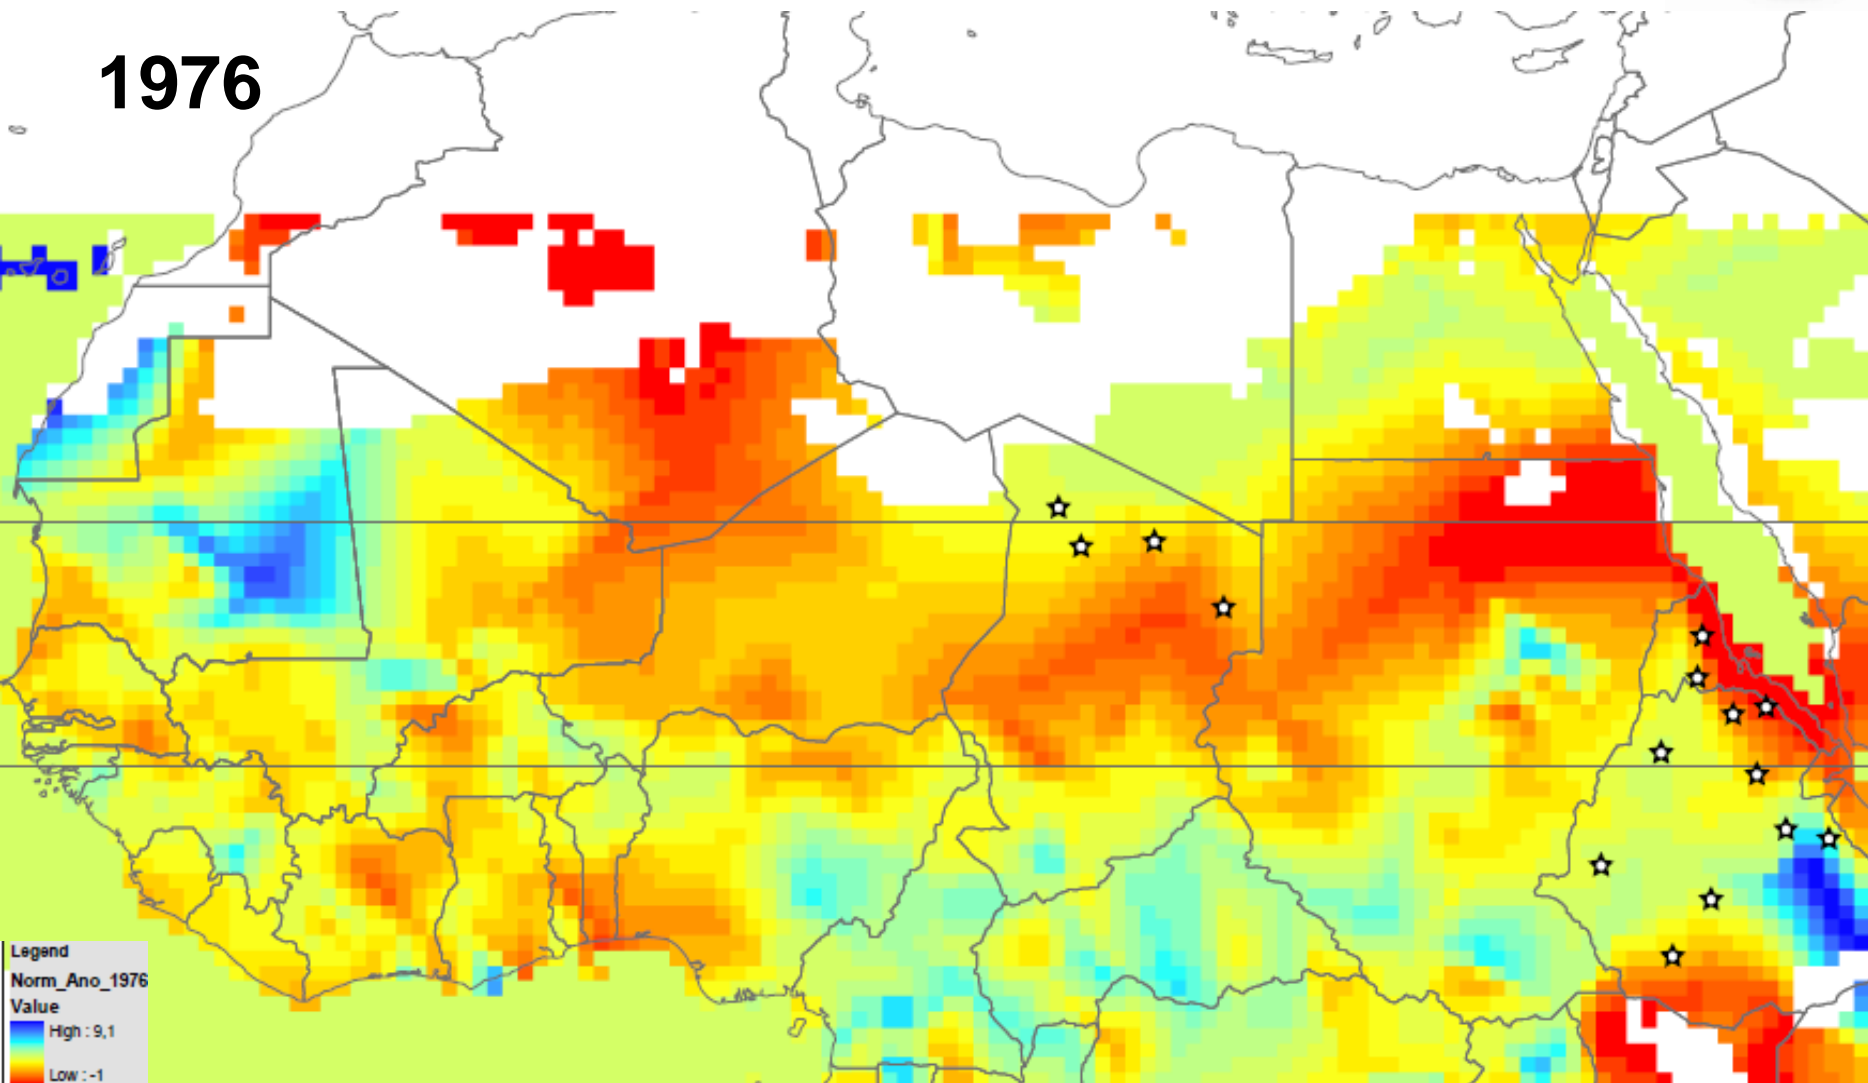 1976
Legend
Norm_Ano_1976
Value
High : 9,1
Low : -1